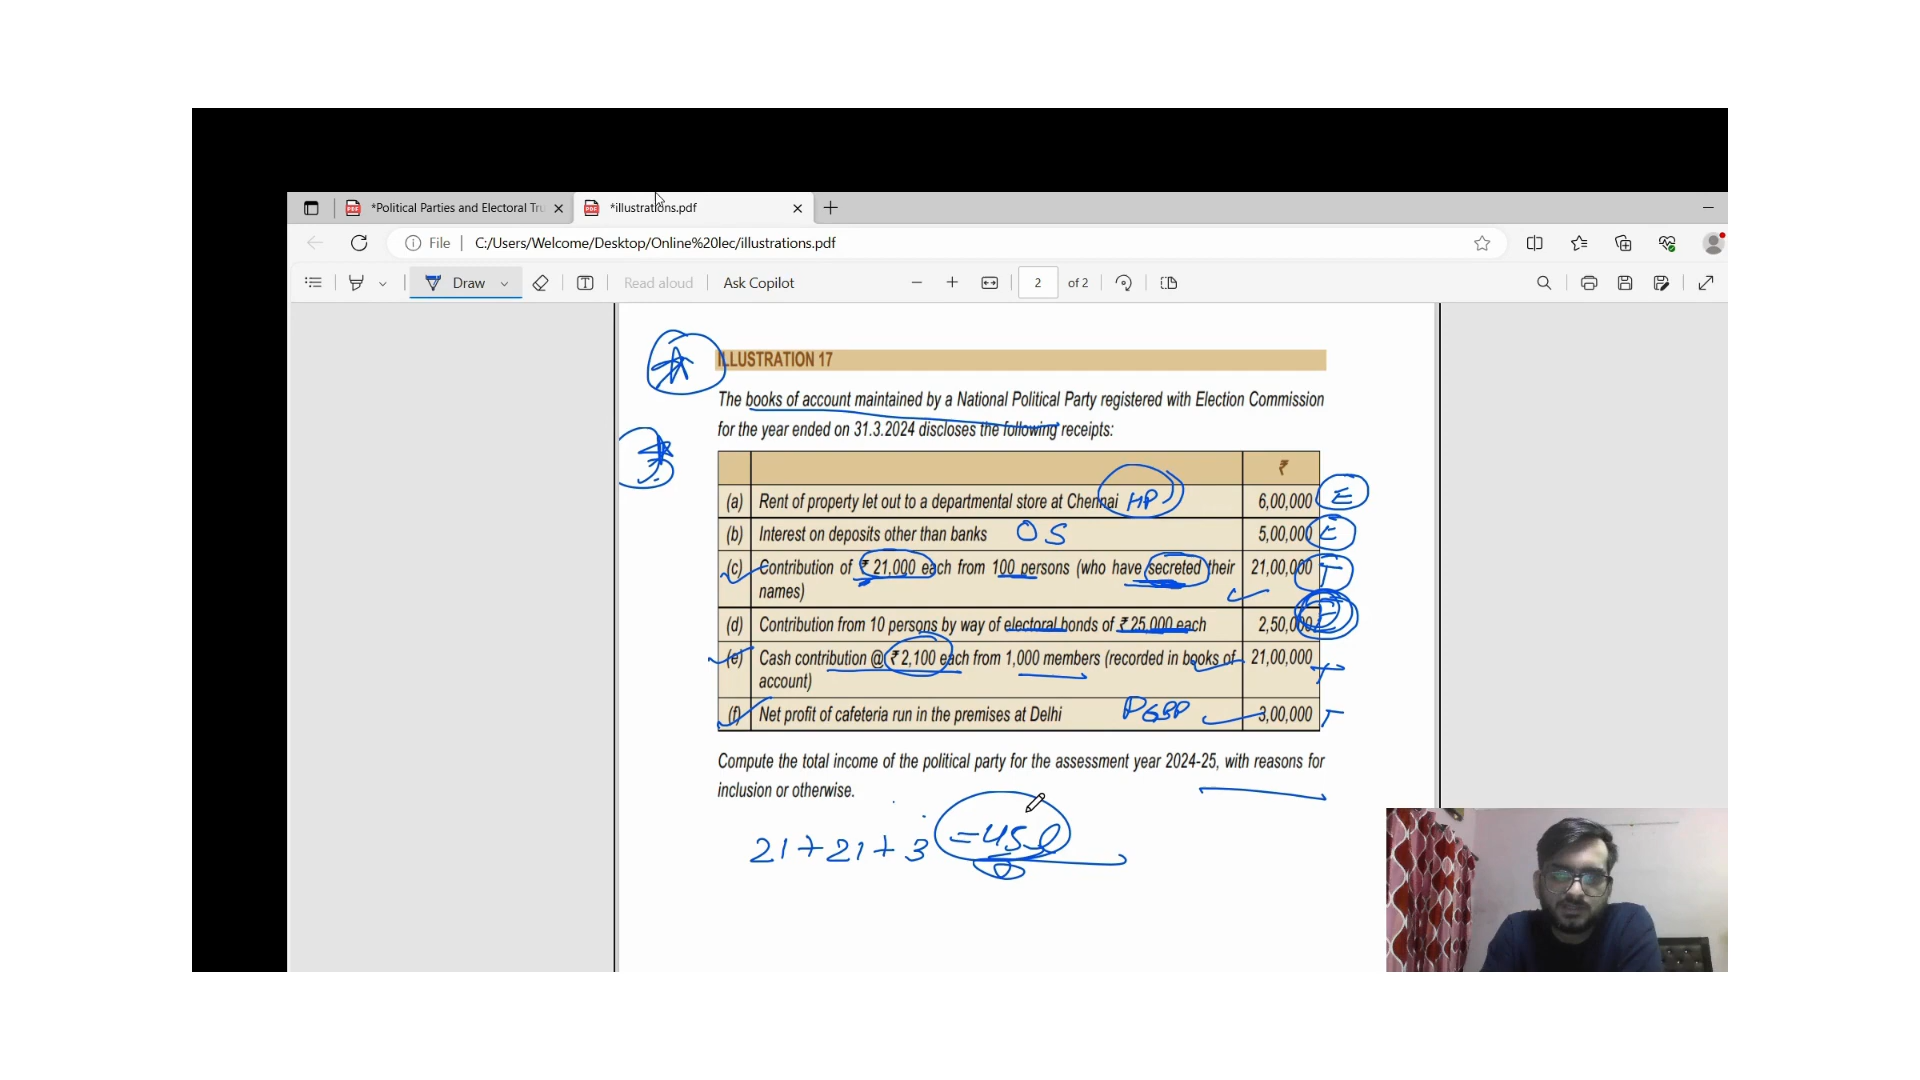 *Political Parties and Electoral Tru
*illustrations.pdf
File
C:/Users/Welcome/Desktop/Online%20lec/illustrations.pdf
Draw
Read aloud
Ask Copilot
2
of 2
ILLUSTRATION 17
The books of account maintained by a National Political Party registered with Election Commission
for the year ended on 31.3.2024 discloses the following receipts:
₹
(a) Rent of property let out to a departmental store at Chennai HP 6,00,000 E
(b) Interest on deposits other than banks OS 5,00,000 E
(c) Contribution of ₹ 21,000 each from 100 persons (who have secreted their 21,00,000 T
names)
(d) Contribution from 10 persons by way of electoral bonds of ₹ 25,000 each 2,50,000 E
(e) Cash contribution @ ₹ 2,100 each from 1,000 members (recorded in books of 21,00,000 T
account)
(f) Net profit of cafeteria run in the premises at Delhi PGBP 3,00,000 T
Compute the total income of the political party for the assessment year 2024-25, with reasons for
inclusion or otherwise.
21+21+3 =45l